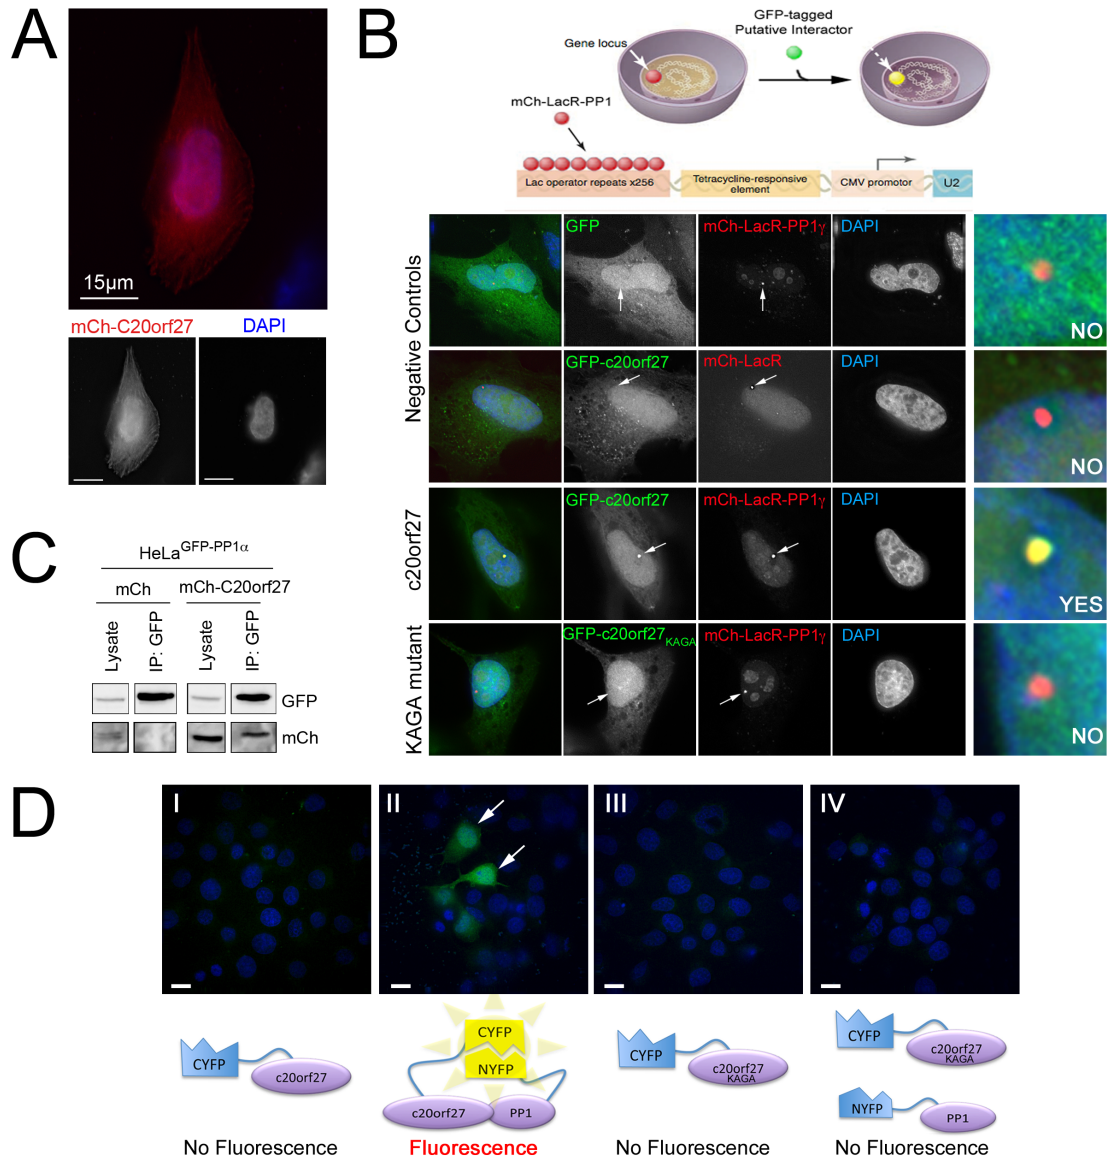 A
15µm
mCh-C20orf27
DAPI
B
GFP-tagged
Putative Interactor
Gene locus
mCh-LacR-PP1
Lac operator repeats x256
Tetracycline-responsive
element
CMV promotor
U2
Negative Controls
GFP
mCh-LacR-PP1γ
DAPI
NO
GFP-c20orf27
mCh-LacR
DAPI
NO
c20orf27
GFP-c20orf27
mCh-LacR-PP1γ
DAPI
YES
KAGA mutant
GFP-c20orf27KAGA
mCh-LacR-PP1γ
DAPI
NO
C
HeLaGFP-PP1α
mCh
mCh-C20orf27
Lysate
IP: GFP
Lysate
IP: GFP
GFP
mCh
D
I
II
III
IV
CYFP
c20orf27
No Fluorescence
CYFP
NYFP
c20orf27
PP1
Fluorescence
CYFP
c20orf27
KAGA
No Fluorescence
CYFP
c20orf27
KAGA
NYFP
PP1
No Fluorescence